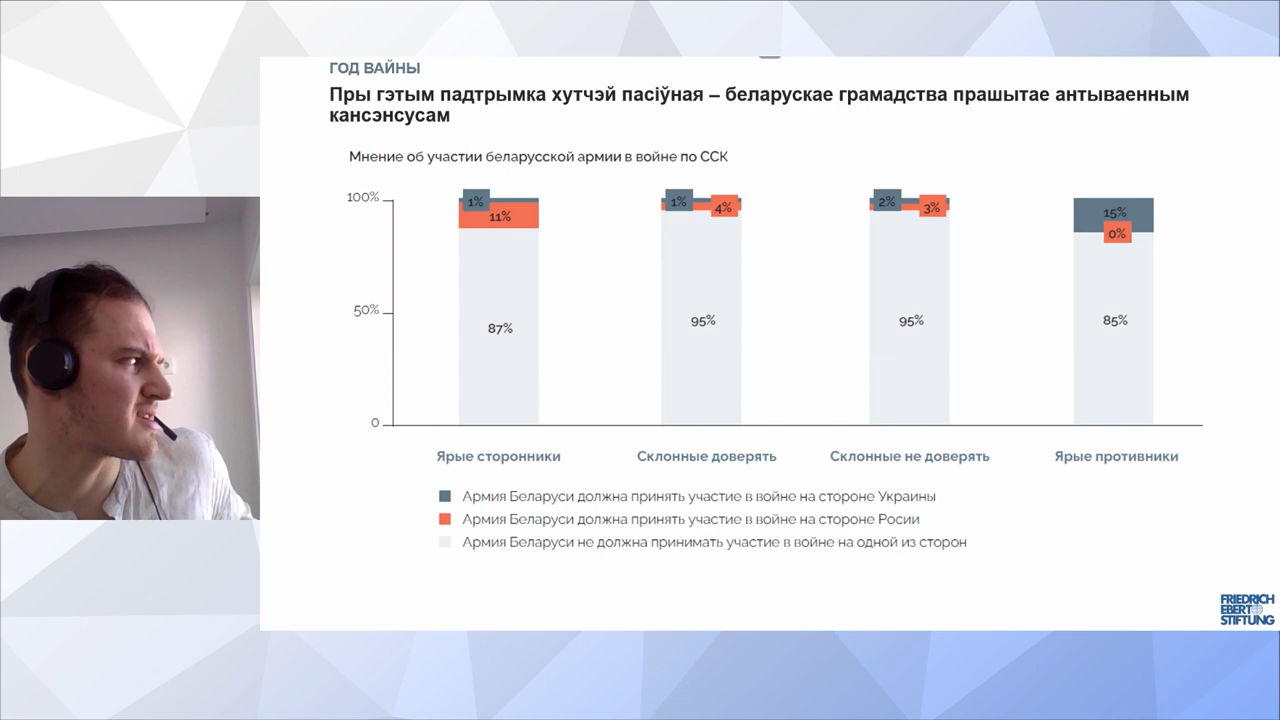 ГОД ВАЙНЫ
Пры гэтым падтрымка хутчэй пасіўная – беларускае грамадства прашытае антываенным
кансэнсусам
Мнение об участии беларусской армии в войне по ССК
100%
50%
0
1%
11%
87%
1%
4%
95%
2%
3%
95%
15%
0%
85%
Ярые сторонники
Склонные доверять
Склонные не доверять
Ярые противники
Армия Беларуси должна принять участие в войне на стороне Украины
Армия Беларуси должна принять участие в войне на стороне Росии
Армия Беларуси не должна принимать участие в войне на одной из сторон
FRIEDRICH
EBERT
STIFTUNG